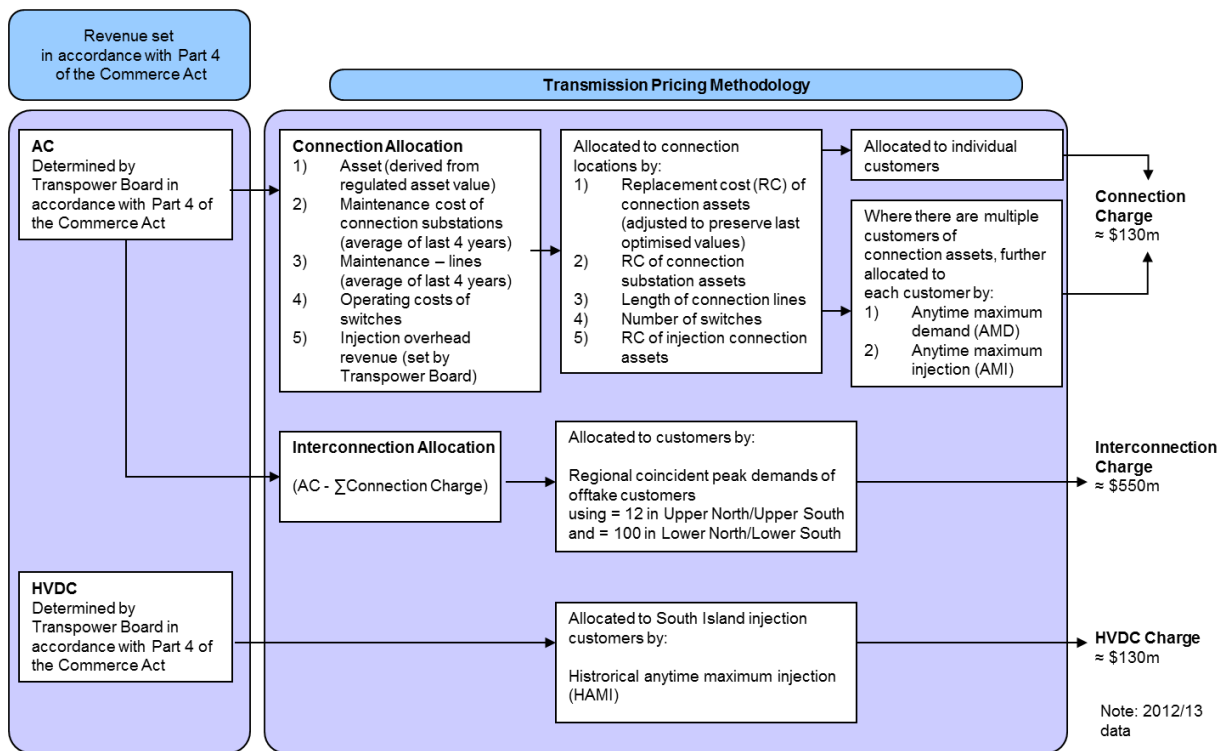 Revenue set
in accordance with Part 4
of the Commerce Act
Transmission Pricing Methodology
AC
Determined by
Transpower Board in
accordance with Part 4 of
the Commerce Act
Connection Allocation
1) Asset (derived from
regulated asset value)
2) Maintenance cost of
connection substations
(average of last 4 years)
3) Maintenance – lines
(average of last 4 years)
4) Operating costs of
switches
5) Injection overhead
revenue (set by
Transpower Board)
Allocated to connection
locations by:
1) Replacement cost (RC) of
connection assets
(adjusted to preserve last
optimised values)
2) RC of connection
substation assets
3) Length of connection lines
4) Number of switches
5) RC of injection connection
assets
Allocated to individual
customers
Where there are multiple
customers of
connection assets, further
allocated to
each customer by:
1) Anytime maximum
demand (AMD)
2) Anytime maximum
injection (AMI)
Connection
Charge
≈ $130m
Interconnection Allocation
(AC - ∑Connection Charge)
Allocated to customers by:
Regional coincident peak demands of
offtake customers
using = 12 in Upper North/Upper South
and = 100 in Lower North/Lower South
Interconnection
Charge
≈ $550m
HVDC
Determined by
Transpower Board in
accordance with Part 4 of
the Commerce Act
Allocated to South Island injection
customers by:
Histrorical anytime maximum injection
(HAMI)
HVDC Charge
≈ $130m
Note: 2012/13
data